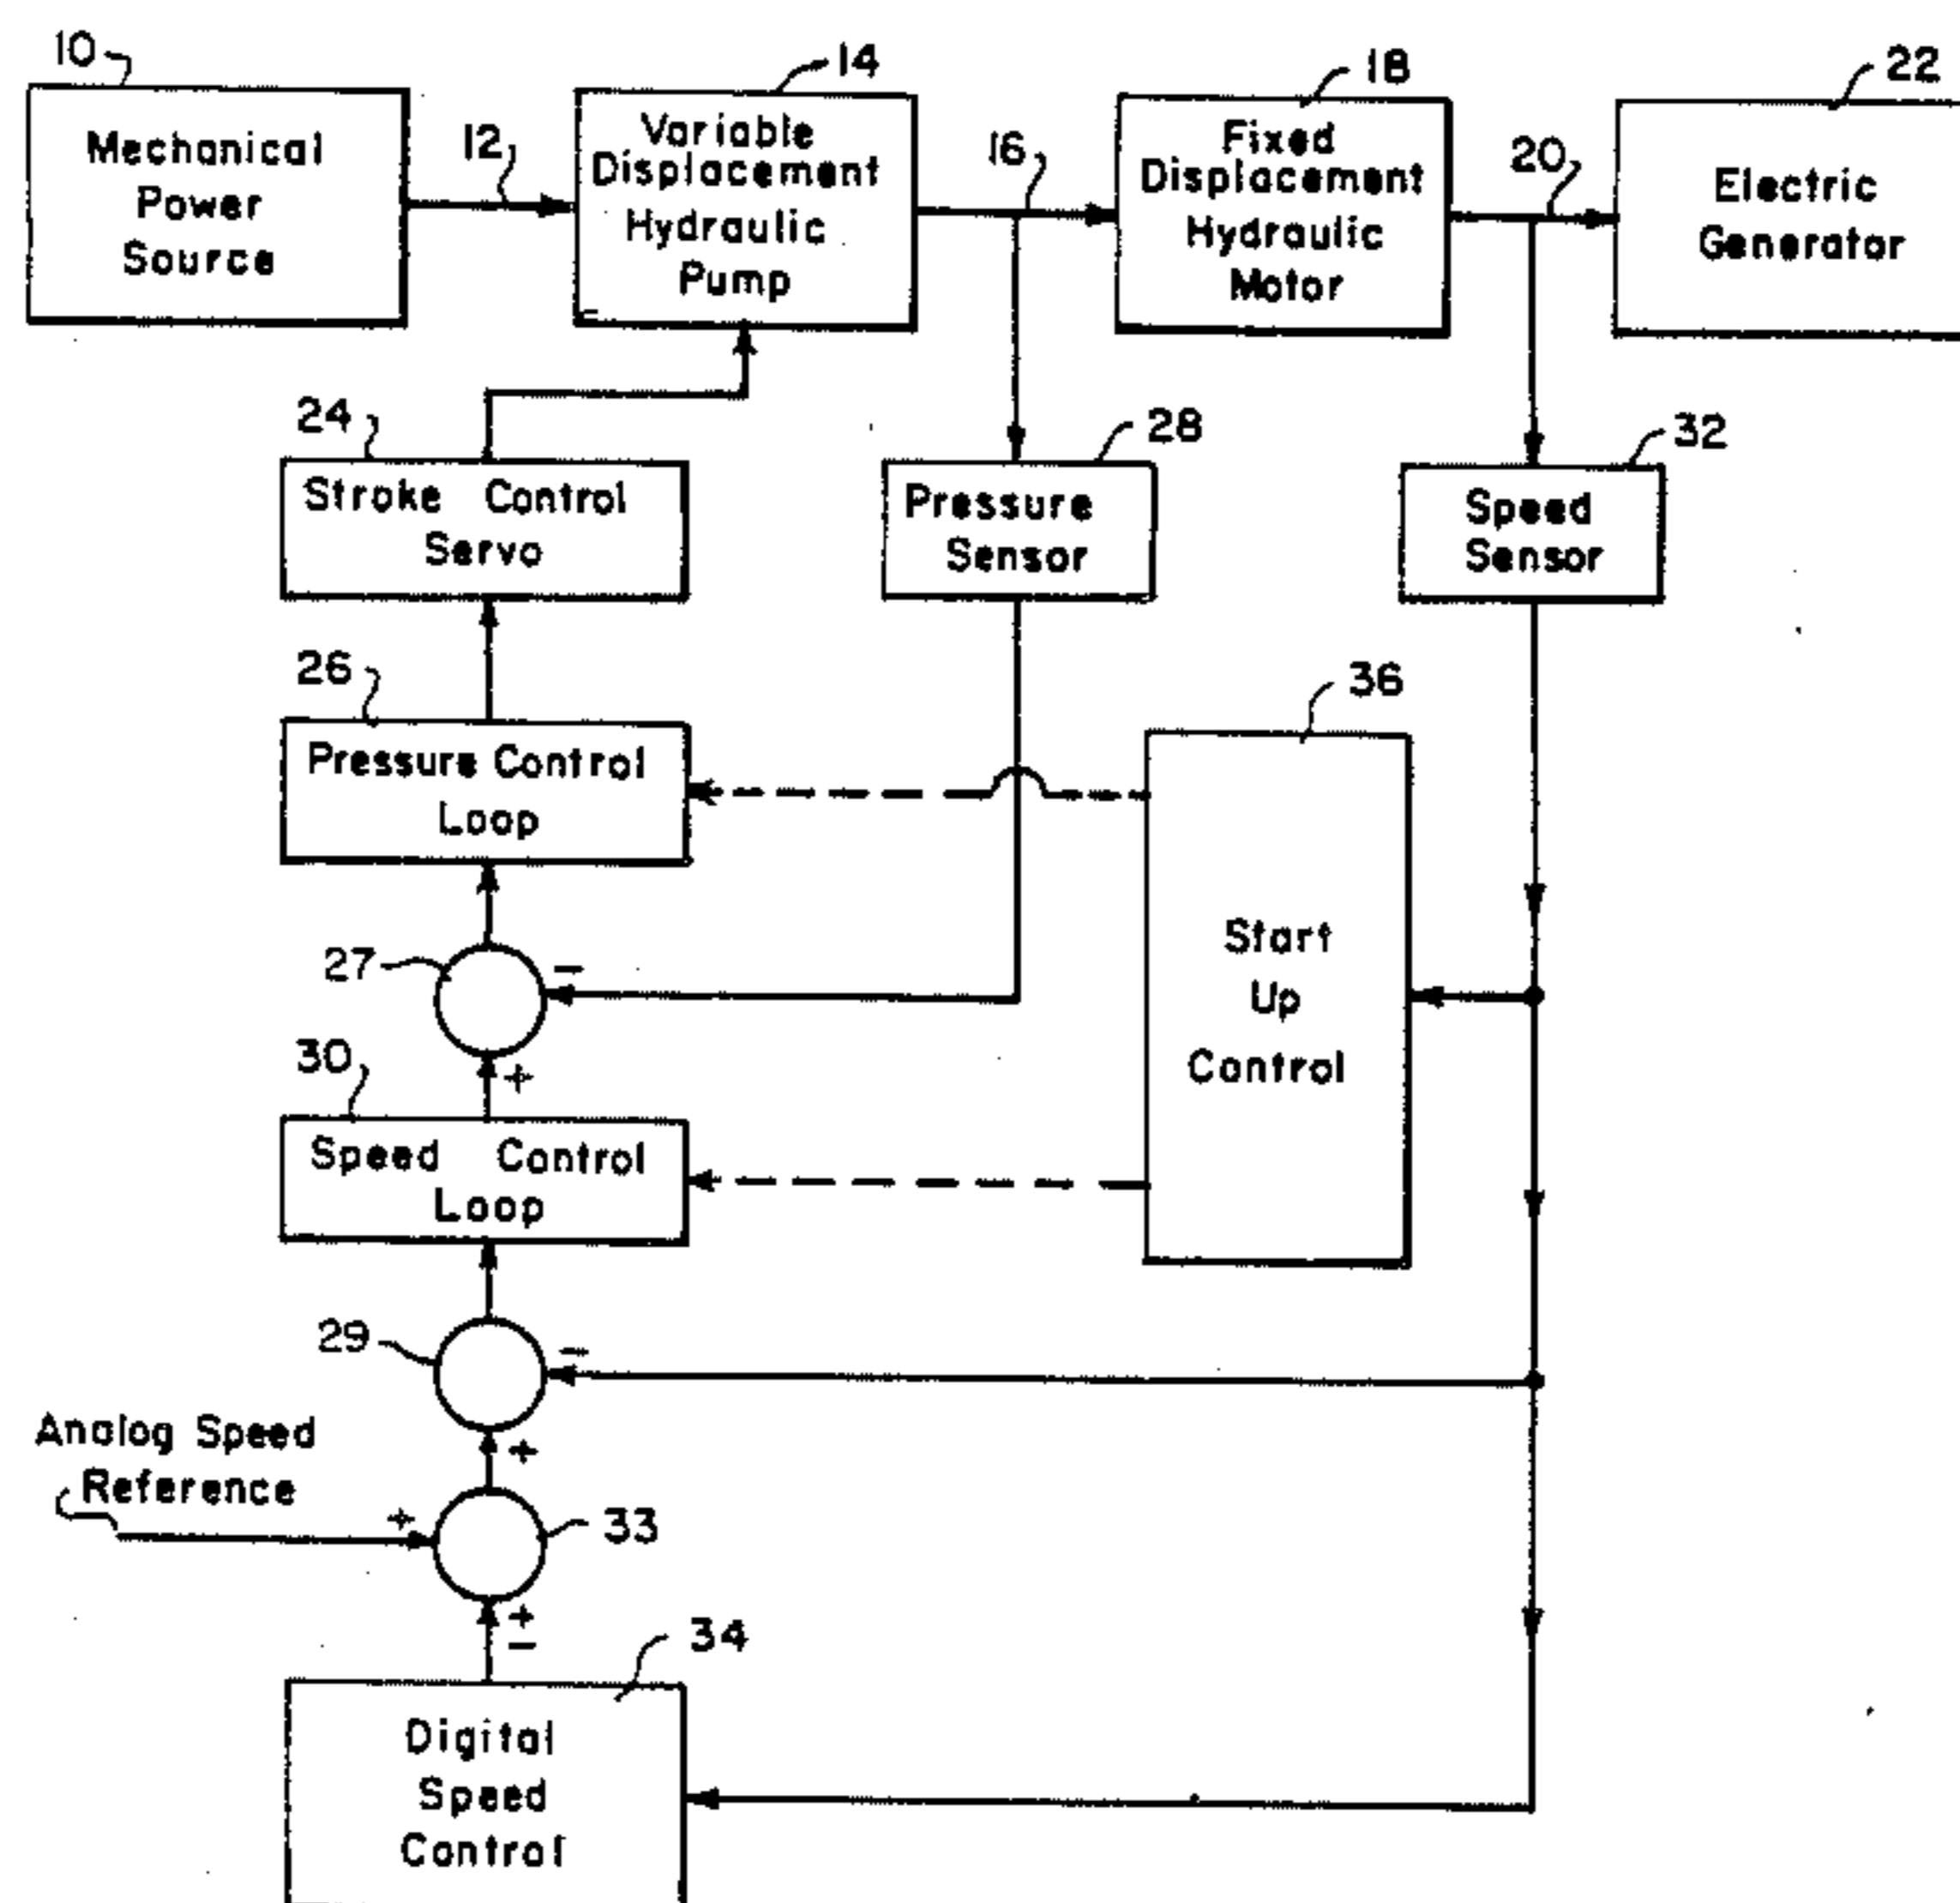 10
Mechanical
Power
Source
12
14
Variable
Displacement
Hydraulic
Pump
16
18
Fixed
Displacement
Hydraulic
Motor
20
22
Electric
Generator
24
Stroke Control
Servo
28
Pressure
Sensor
32
Speed
Sensor
26
Pressure Control
Loop
36
Start
Up
Control
27
-
+
30
Speed Control
Loop
29
-
+
Analog Speed
Reference
+
33
+
-
34
Digital
Speed
Control